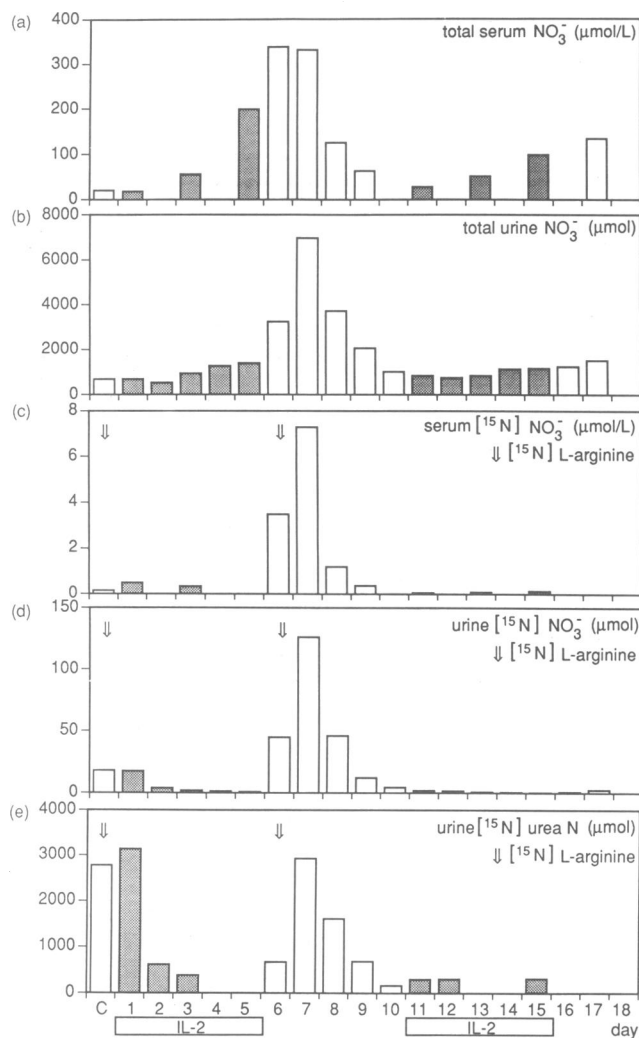 (a)
total serum NO₃⁻ (μmol/L)
400
300
200
100
0
(b)
total urine NO₃⁻ (μmol)
8000
6000
4000
2000
0
(c)
serum [¹⁵N] NO₃⁻ (μmol/L)
⇓ [¹⁵N] L-arginine
8
6
4
2
0
(d)
urine [¹⁵N] NO₃⁻ (μmol)
⇓ [¹⁵N] L-arginine
150
100
50
0
(e)
urine [¹⁵N] urea N (μmol)
⇓ [¹⁵N] L-arginine
4000
3000
2000
1000
0
C 1 2 3 4 5 6 7 8 9 10 11 12 13 14 15 16 17 18
IL-2 IL-2 day